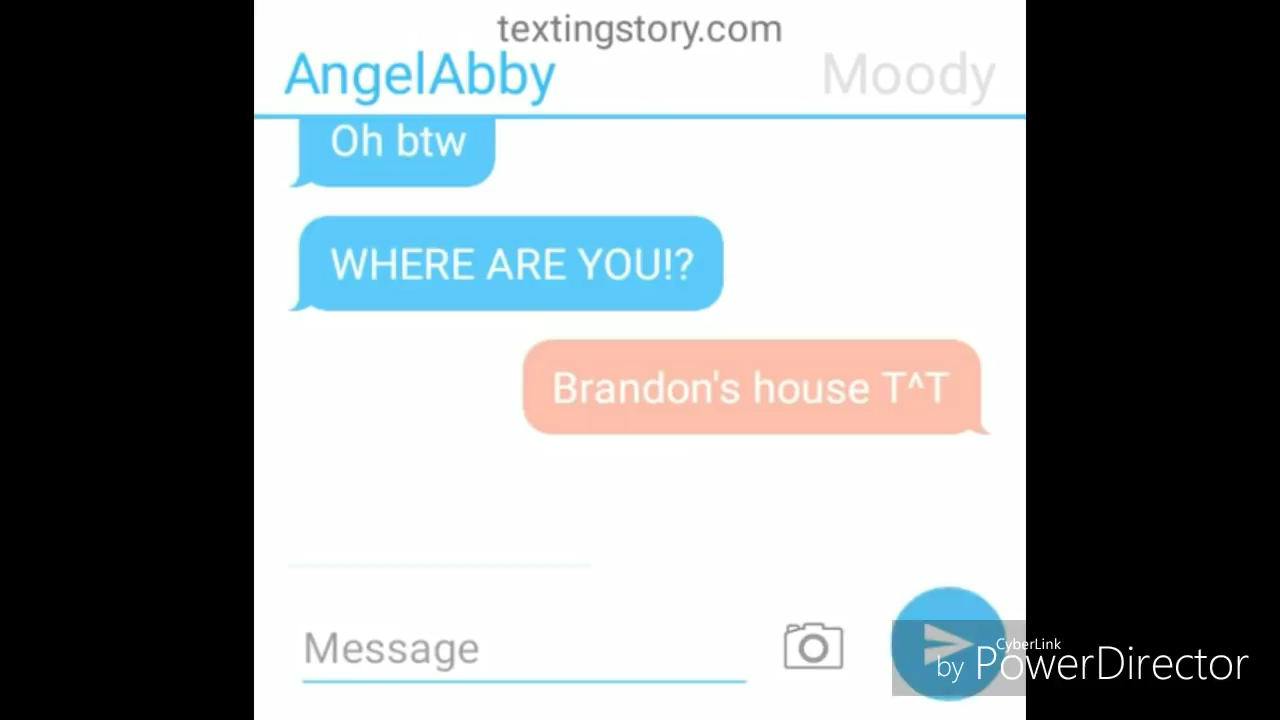 textingstory.com
AngelAbby
Moody
Oh btw
WHERE ARE YOU!?
Brandon's house T^T
Message
CyberLink
by PowerDirector